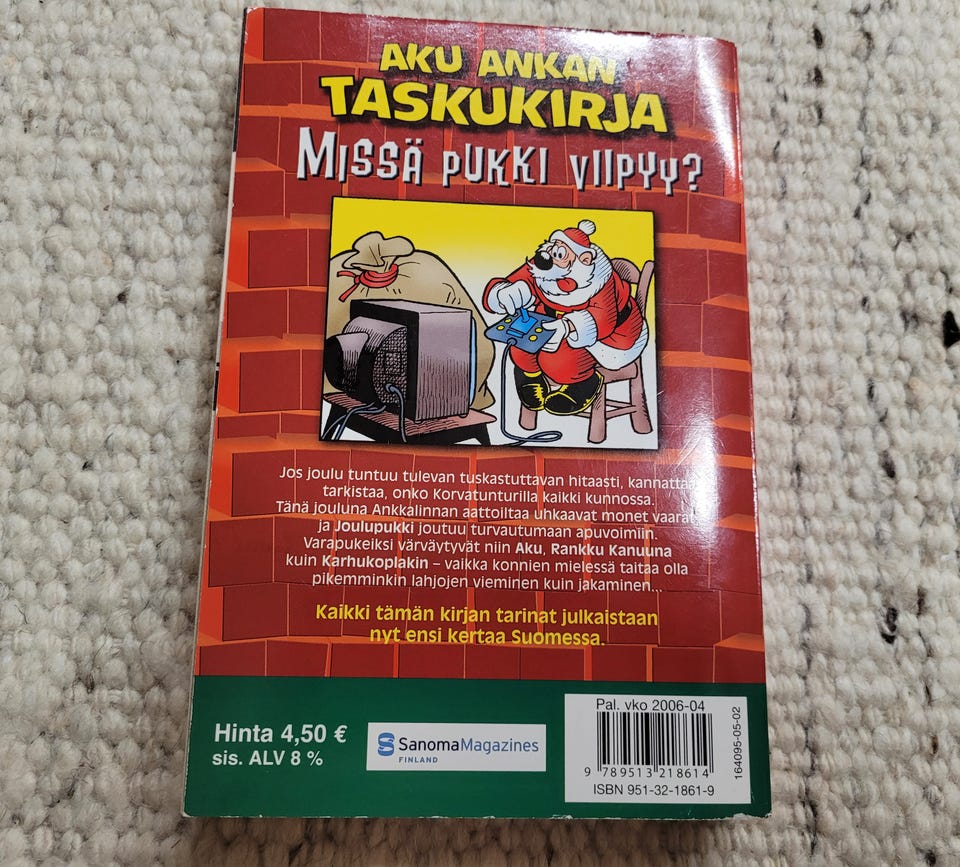 AKU ANKAN
TASKUKIRJA
MISSÄ PUKKI VIIPYY?
Jos joulu tuntuu tulevan tuskastuttavan hitaasti, kannattaa
tarkistaa, onko Korvatunturilla kaikki kunnossa.
Tänä jouluna Ankkalinnan aattoiltaa uhkaavat monet vaarat,
ja Joulupukki joutuu turvautumaan apuvoimiin.
Varapukeiksi värväytyvät niin Aku, Rankku Kanuuna
kuin Karhukoplakin – vaikka konnien mielessä taitaa olla
pikemminkin lahjojen vieminen kuin jakaminen...
Kaikki tämän kirjan tarinat julkaistaan
nyt ensi kertaa Suomessa.
Hinta 4,50 €
sis. ALV 8 %
SanomaMagazines
FINLAND
Pal. vko 2006-04
9 789513 218614
ISBN 951-32-1861-9
164095-05-02